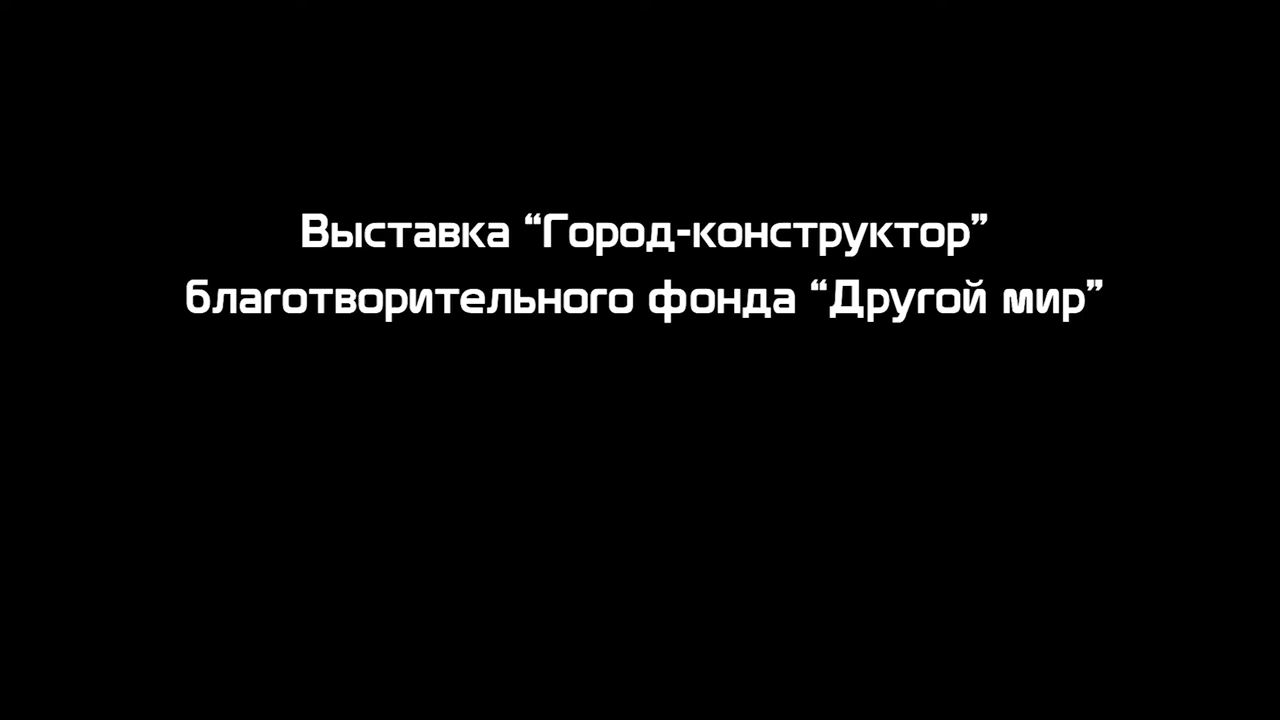 Выставка “Город-конструктор”
благотворительного фонда “Другой мир”